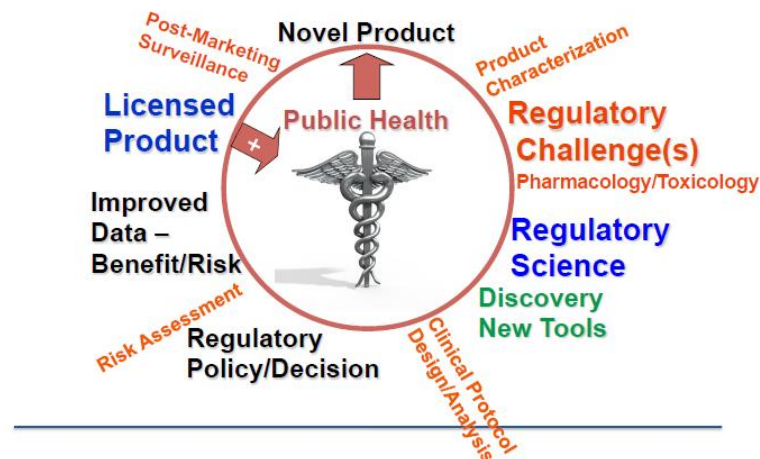 Novel Product
Post-Marketing
Surveillance
Product
Characterization
Licensed
Product
+
Public Health
Regulatory
Challenge(s)
Pharmacology/Toxicology
Improved
Data –
Benefit/Risk
Regulatory
Science
Discovery
New Tools
Risk Assessment
Regulatory
Policy/Decision
Clinical Protocol
Design/Analysis